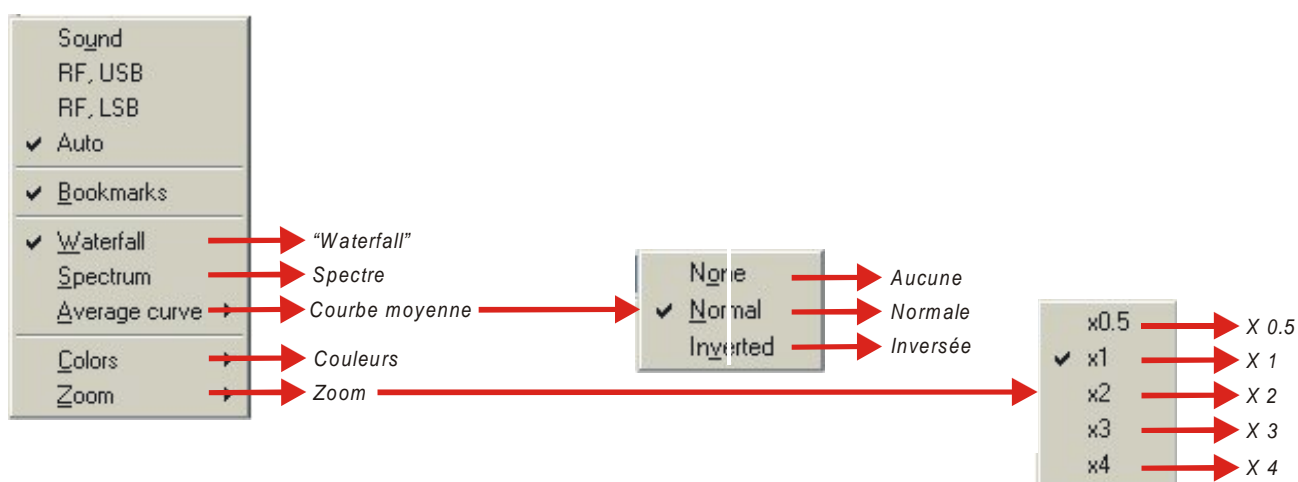 Sound
RF, USB
RF, LSB
Auto
Bookmarks
Waterfall
Spectrum
Average curve
Colors
Zoom
“Waterfall”
Spectre
Courbe moyenne
Couleurs
Zoom
None
Normal
Inverted
Aucune
Normale
Inversée
x0.5
x1
x2
x3
x4
X 0.5
X 1
X 2
X 3
X 4